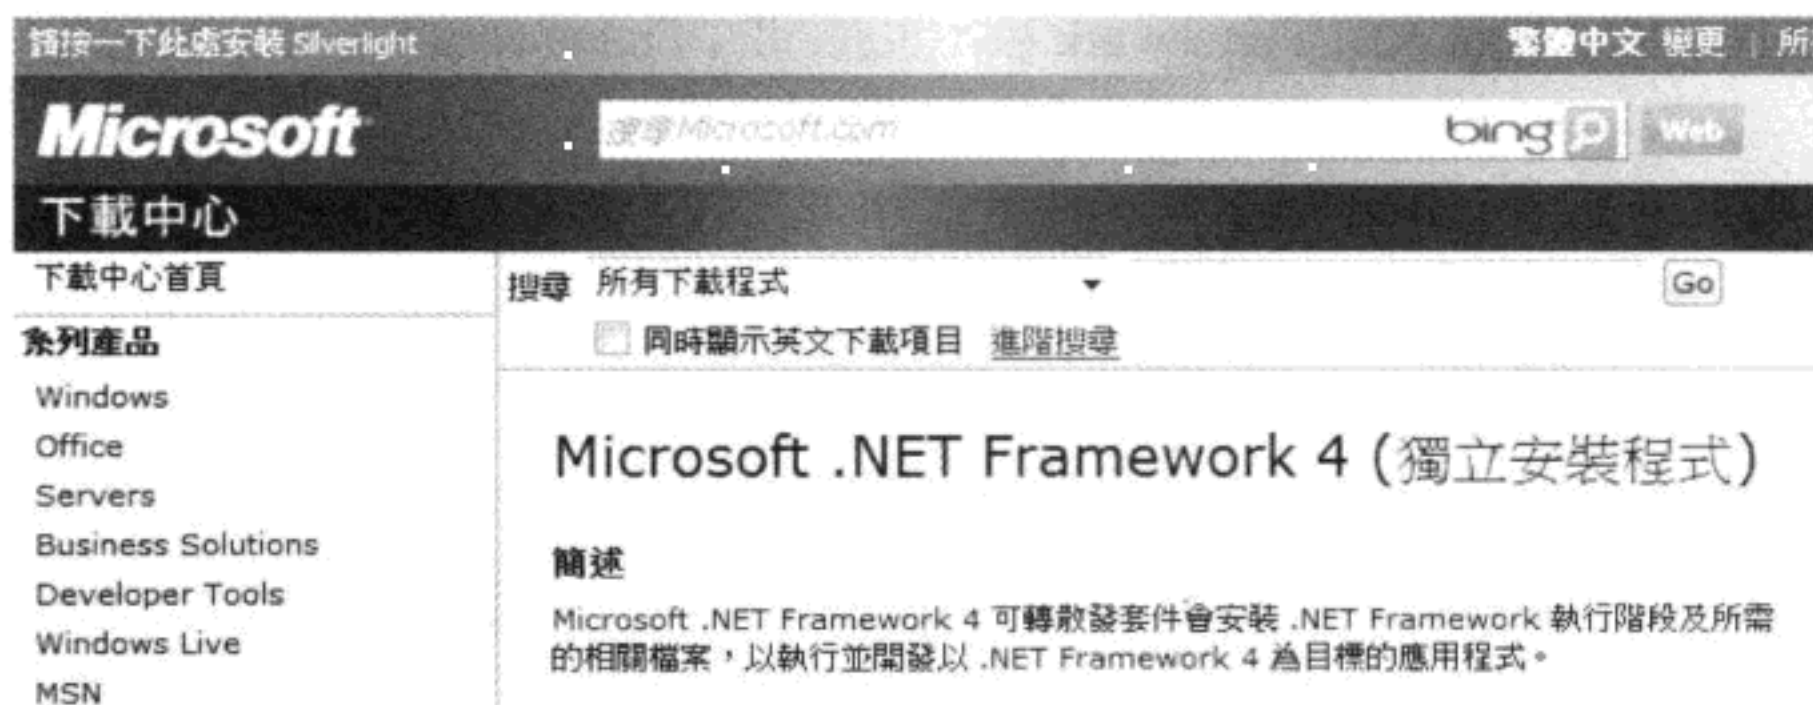 請按一下此處安裝 Silverlight
繁體中文 變更 | 所
Microsoft
搜尋 Microsoft.com
bing
Web
下載中心
下載中心首頁
搜尋 所有下載程式
Go
同時顯示英文下載項目 進階搜尋
系列產品
Windows
Office
Servers
Business Solutions
Developer Tools
Windows Live
MSN
Microsoft .NET Framework 4 (獨立安裝程式)
簡述
Microsoft .NET Framework 4 可轉散發套件會安裝 .NET Framework 執行階段及所需
的相關檔案，以執行並開發以 .NET Framework 4 為目標的應用程式。